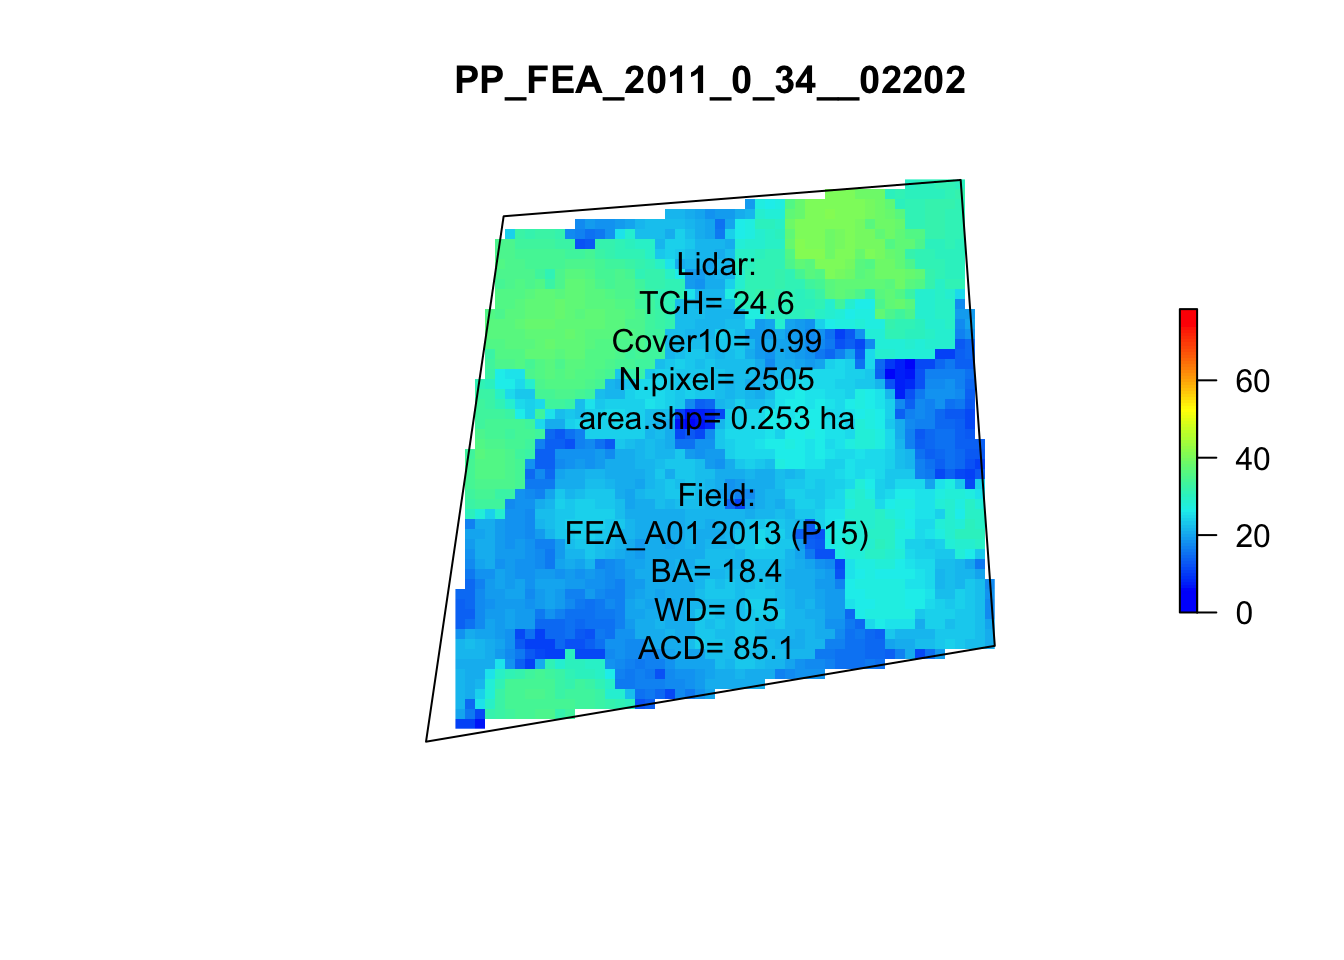 PP_FEA_2011_0_34__02202
Lidar:
TCH= 24.6
Cover10= 0.99
N.pixel= 2505
area.shp= 0.253 ha
Field:
FEA_A01 2013 (P15)
BA= 18.4
WD= 0.5
ACD= 85.1
60
40
20
0